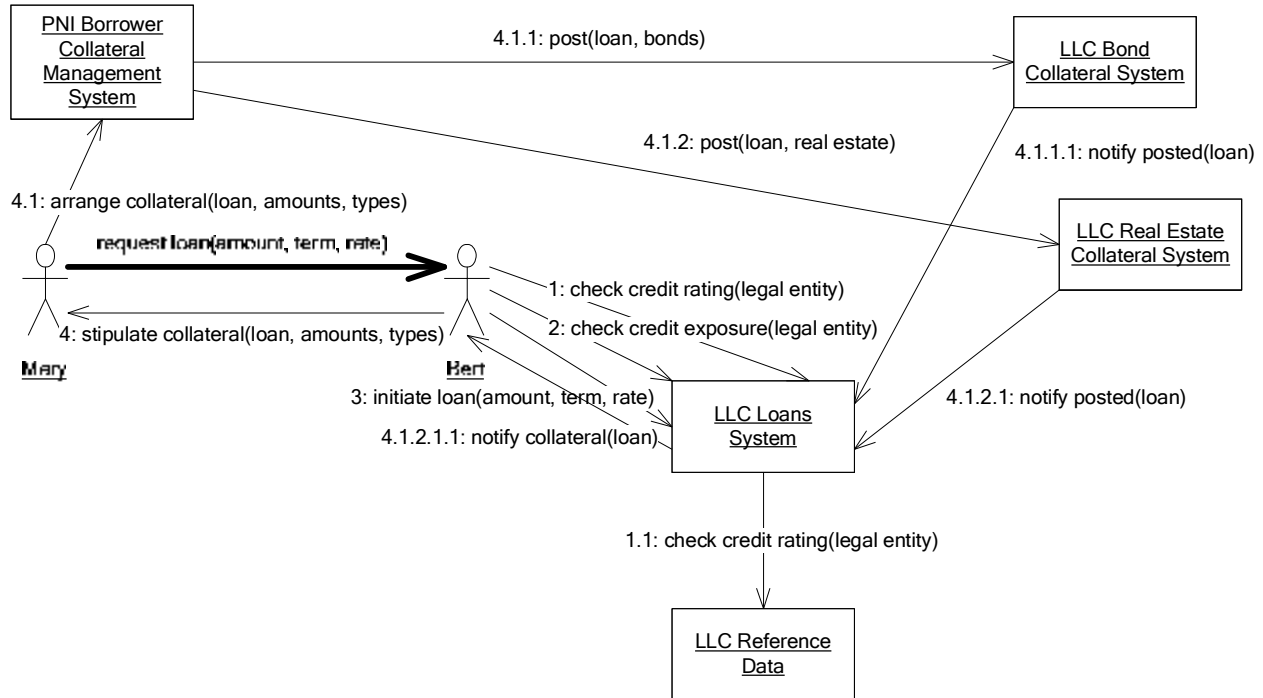 PNI Borrower
Collateral
Management
System
4.1.1: post(loan, bonds)
LLC Bond
Collateral System
4.1.2: post(loan, real estate)
4.1.1.1: notify posted(loan)
4.1: arrange collateral(loan, amounts, types)
request loan(amount, term, rate)
LLC Real Estate
Collateral System
1: check credit rating(legal entity)
2: check credit exposure(legal entity)
4: stipulate collateral(loan, amounts, types)
Mary
Bert
3: initiate loan(amount, term, rate)
4.1.2.1: notify posted(loan)
LLC Loans
System
4.1.2.1.1: notify collateral(loan)
1.1: check credit rating(legal entity)
LLC Reference
Data